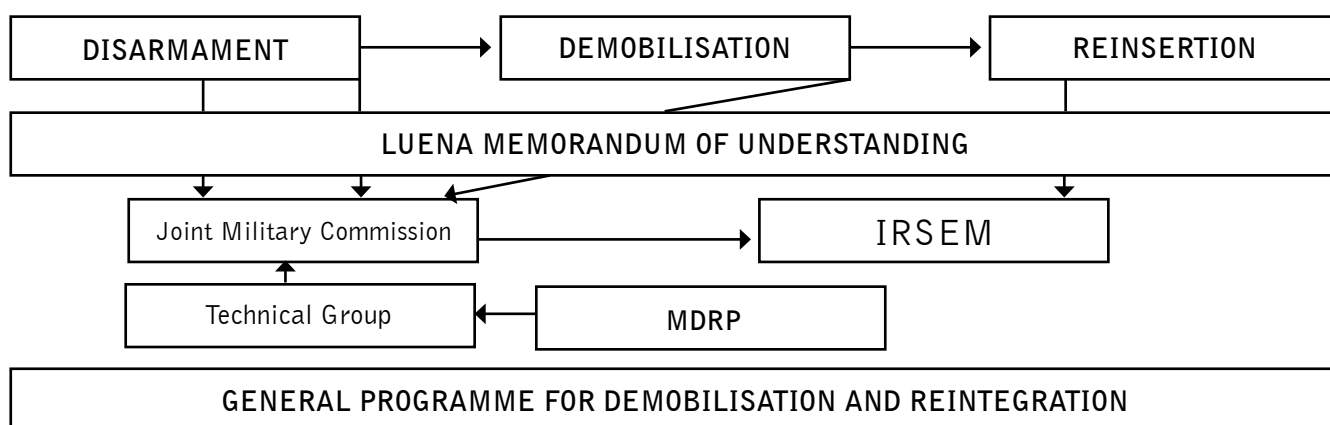 DISARMAMENT
DEMOBILISATION
REINSERTION
LUENA MEMORANDUM OF UNDERSTANDING
Joint Military Commission
IRSEM
Technical Group
MDRP
GENERAL PROGRAMME FOR DEMOBILISATION AND REINTEGRATION